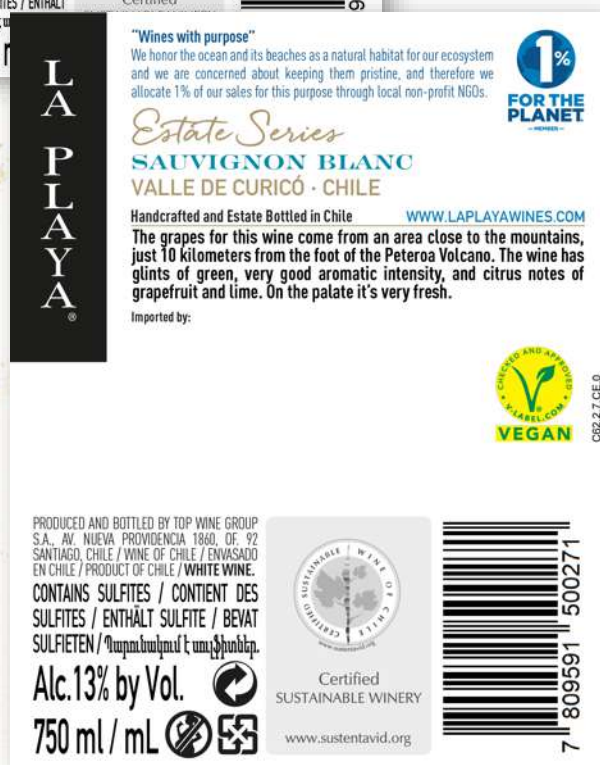 ITES / ENTHÄLT
Certified
9
LA PLAYA®
"Wines with purpose"
We honor the ocean and its beaches as a natural habitat for our ecosystem
and we are concerned about keeping them pristine, and therefore we
allocate 1% of our sales for this purpose through local non-profit NGOs.
1%
FOR THE
PLANET
MEMBER
Estate Series
SAUVIGNON BLANC
VALLE DE CURICÓ · CHILE
Handcrafted and Estate Bottled in Chile
WWW.LAPLAYAWINES.COM
The grapes for this wine come from an area close to the mountains,
just 10 kilometers from the foot of the Peteroa Volcano. The wine has
glints of green, very good aromatic intensity, and citrus notes of
grapefruit and lime. On the palate it's very fresh.
Imported by:
CHECKED AND APPROVED
V-LABEL.COM
VEGAN
C62.2.7.CE.0
PRODUCED AND BOTTLED BY TOP WINE GROUP
S.A., AV. NUEVA PROVIDENCIA 1860, OF. 92
SANTIAGO, CHILE / WINE OF CHILE / ENVASADO
EN CHILE / PRODUCT OF CHILE / WHITE WINE.
CONTAINS SULFITES / CONTIENT DES
SULFITES / ENTHÄLT SULFITE / BEVAT
SULFIETEN / Պարունակում է սուլֆիտներ.
Alc.13% by Vol.
750 ml / mL
CERTIFIED SUSTAINABLE WINE OF CHILE
www.sustentavid.org
Certified
SUSTAINABLE WINERY
www.sustentavid.org
7 809591 500271